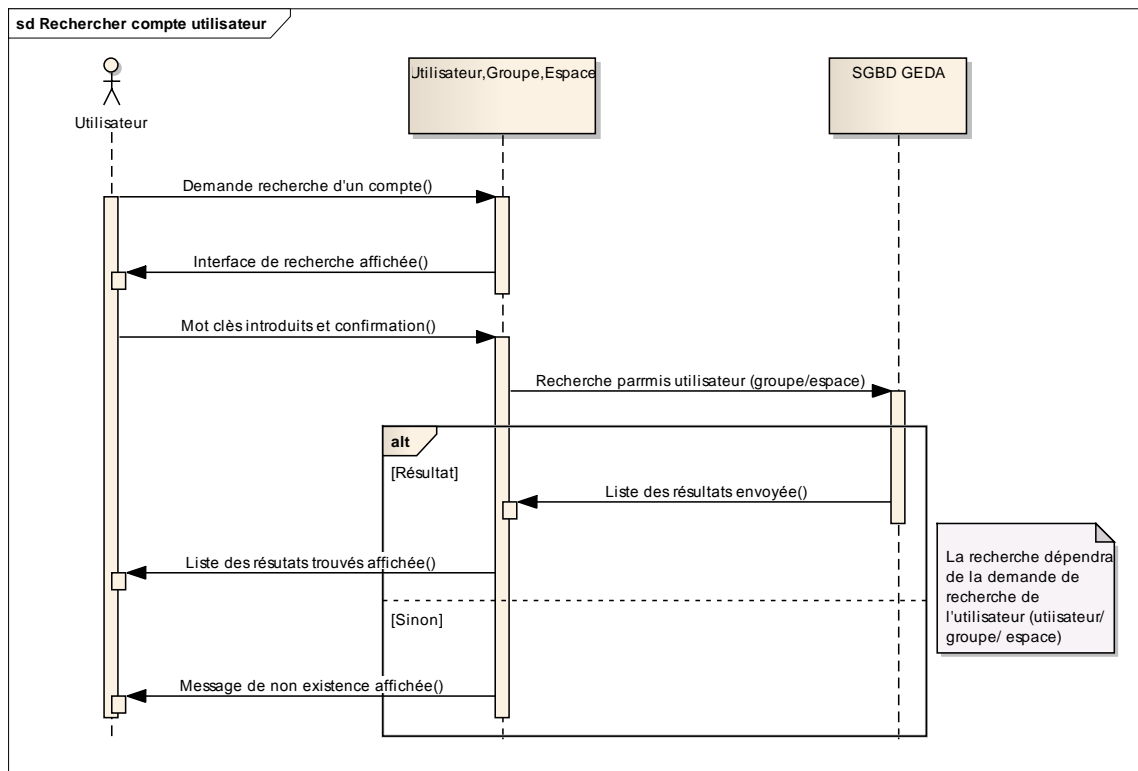 sd Rechercher compte utilisateur
Utilisateur
Utilisateur,Groupe,Espace
SGBD GEDA
Demande recherche d'un compte()
Interface de recherche affichée()
Mot clès introduits et confirmation()
Recherche parrmis utilisateur (groupe/espace)
alt
[Résultat]
Liste des résultats envoyée()
Liste des résutats trouvés affichée()
[Sinon]
Message de non existence affichée()
La recherche dépendra
de la demande de
recherche de
l'utilisateur (utiisateur/
groupe/ espace)